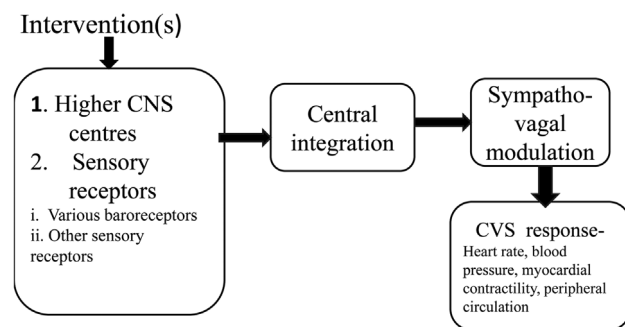 Intervention(s)
1. Higher CNS
centres
2. Sensory
receptors
i. Various baroreceptors
ii. Other sensory
receptors
Central
integration
Sympatho-
vagal
modulation
CVS response-
Heart rate, blood
pressure, myocardial
contractility, peripheral
circulation